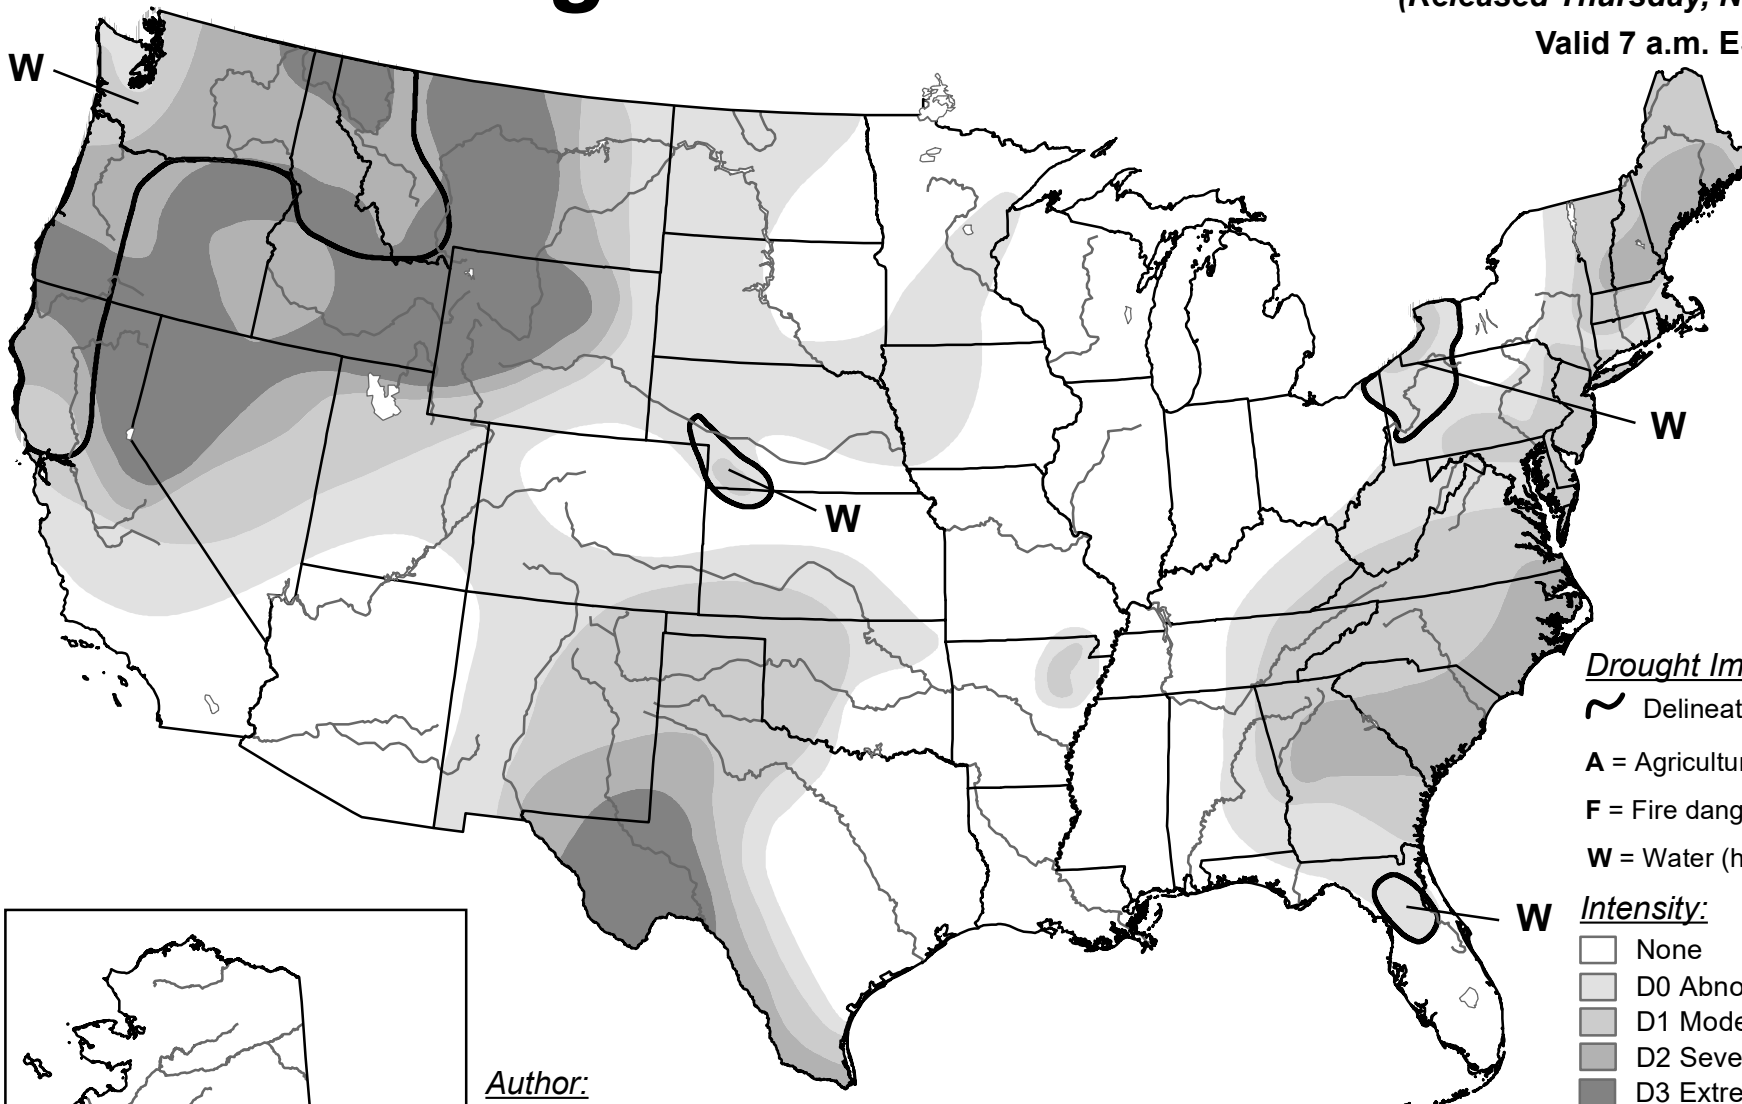 g
(Released Thursday, N
Valid 7 a.m. E
W
W
W
W
Drought Im
Delineat
A = Agricultu
F = Fire dang
W = Water (h
Intensity:
None
D0 Abno
D1 Mode
D2 Seve
D3 Extre
Author: